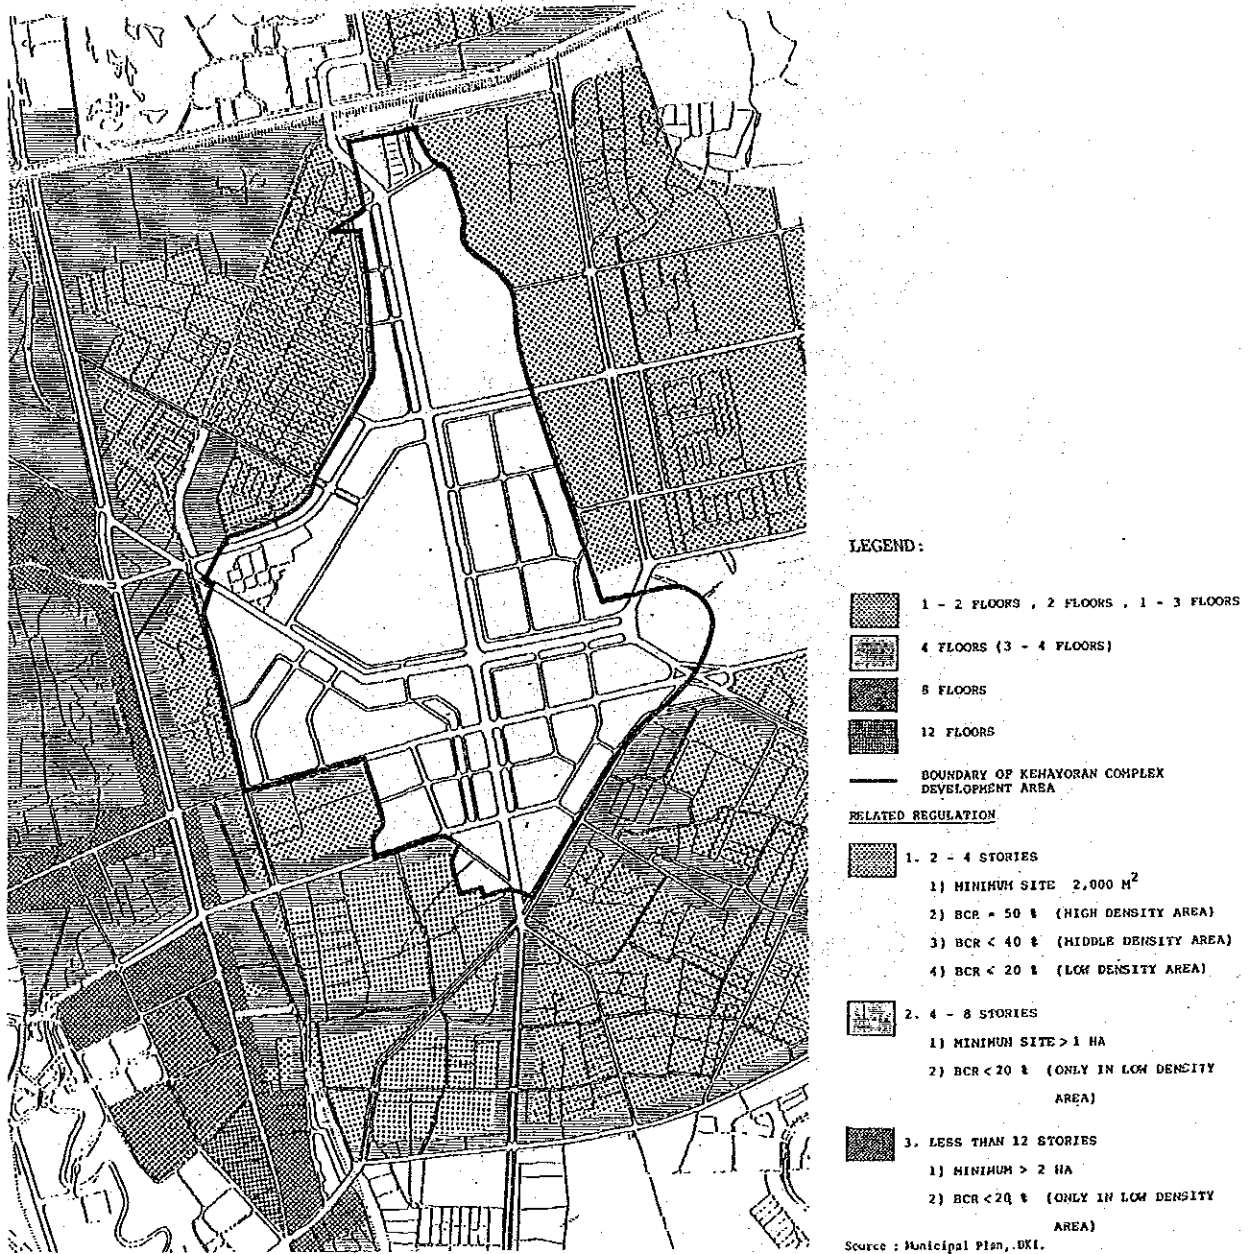 LEGEND:
1 - 2 FLOORS , 2 FLOORS , 1 - 3 FLOORS
4 FLOORS (3 - 4 FLOORS)
8 FLOORS
12 FLOORS
BOUNDARY OF KEMAYORAN COMPLEX
DEVELOPMENT AREA
RELATED REGULATION
1. 2 - 4 STORIES
1) MINIMUM SITE 2,000 M²
2) BCR = 50 % (HIGH DENSITY AREA)
3) BCR < 40 % (MIDDLE DENSITY AREA)
4) BCR < 20 % (LOW DENSITY AREA)
2. 4 - 8 STORIES
1) MINIMUM SITE > 1 HA
2) BCR < 20 % (ONLY IN LOW DENSITY
AREA)
3. LESS THAN 12 STORIES
1) MINIMUM > 2 HA
2) BCR < 20 % (ONLY IN LOW DENSITY
AREA)
Source : Municipal Plan, DKI.